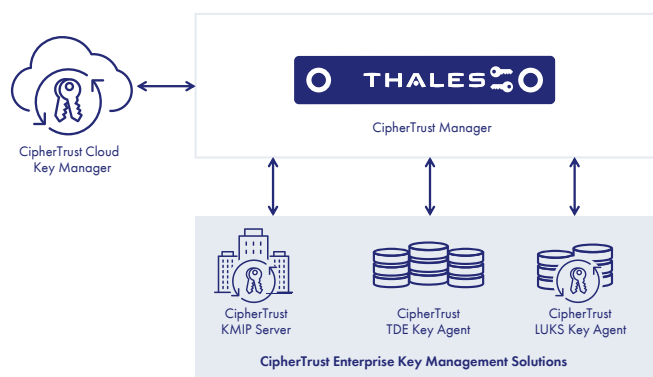 THALES
CipherTrust Manager
CipherTrust Cloud
Key Manager
CipherTrust
KMIP Server
CipherTrust
TDE Key Agent
CipherTrust
LUKS Key Agent
CipherTrust Enterprise Key Management Solutions